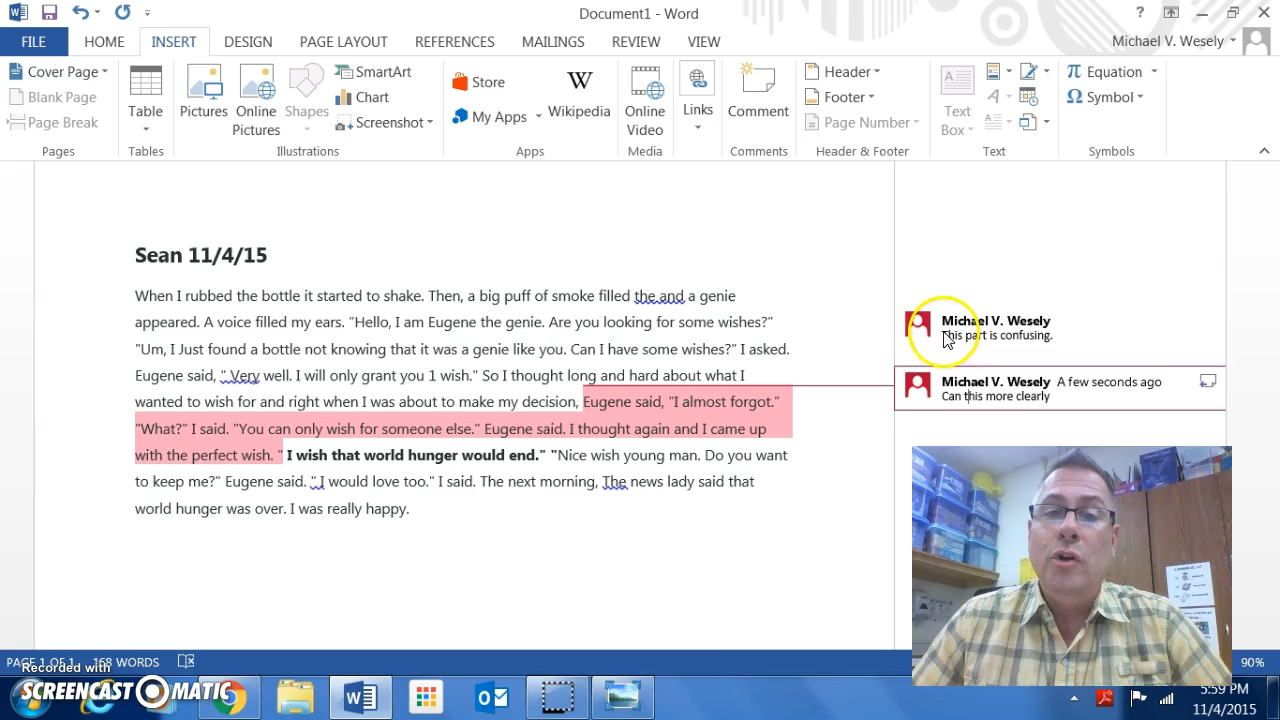 Document1 - Word
FILE HOME INSERT DESIGN PAGE LAYOUT REFERENCES MAILINGS REVIEW VIEW Michael V. Wesely
Cover Page
Blank Page
Page Break
Pages
Table
Tables
Pictures
Online Pictures
Shapes
SmartArt
Chart
Screenshot
Illustrations
Store
My Apps
Wikipedia
Apps
Online Video
Media
Links
Comment
Comments
Header
Footer
Page Number
Header & Footer
Text Box
Text
Equation
Symbol
Symbols
Sean 11/4/15
When I rubbed the bottle it started to shake. Then, a big puff of smoke filled the and a genie
appeared. A voice filled my ears. "Hello, I am Eugene the genie. Are you looking for some wishes?"
"Um, I Just found a bottle not knowing that it was a genie like you. Can I have some wishes?" I asked.
Eugene said, " Very well. I will only grant you 1 wish." So I thought long and hard about what I
wanted to wish for and right when I was about to make my decision, Eugene said, "I almost forgot."
"What?" I said. "You can only wish for someone else." Eugene said. I thought again and I came up
with the perfect wish. " I wish that world hunger would end." "Nice wish young man. Do you want
to keep me?" Eugene said. " I would love too." I said. The next morning, The news lady said that
world hunger was over. I was really happy.
Michael V. Wesely
This part is confusing.
Michael V. Wesely A few seconds ago
Can this more clearly
PAGE 1 OF 1 168 WORDS
90%
Recorded with
SCREENCAST O MATIC
5:59 PM
11/4/2015